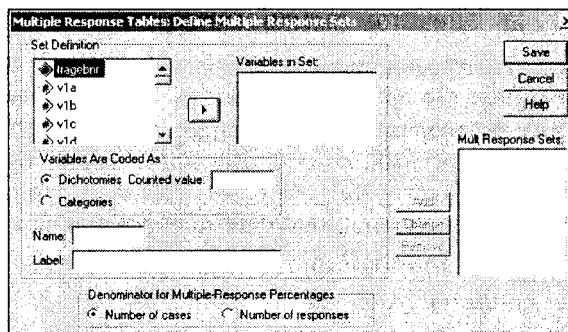 Multiple Response Tables: Define Multiple Response Sets
Set Definition
fragebnr
v1a
v1b
v1c
v1d
Variables in Set:
Save
Cancel
Help
Mult Response Sets:
Variables Are Coded As
Dichotomies Counted value:
Categories
Add
Change
Remove
Name:
Label:
Denominator for Multiple-Response Percentages
Number of cases
Number of responses